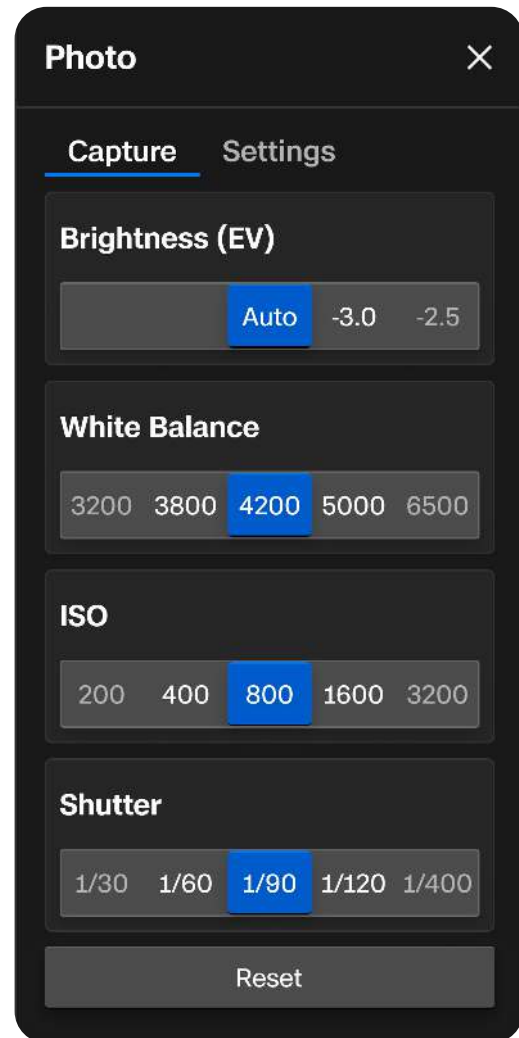 Photo
Capture Settings
Brightness (EV)
Auto -3.0 -2.5
White Balance
3200 3800 4200 5000 6500
ISO
200 400 800 1600 3200
Shutter
1/30 1/60 1/90 1/120 1/400
Reset